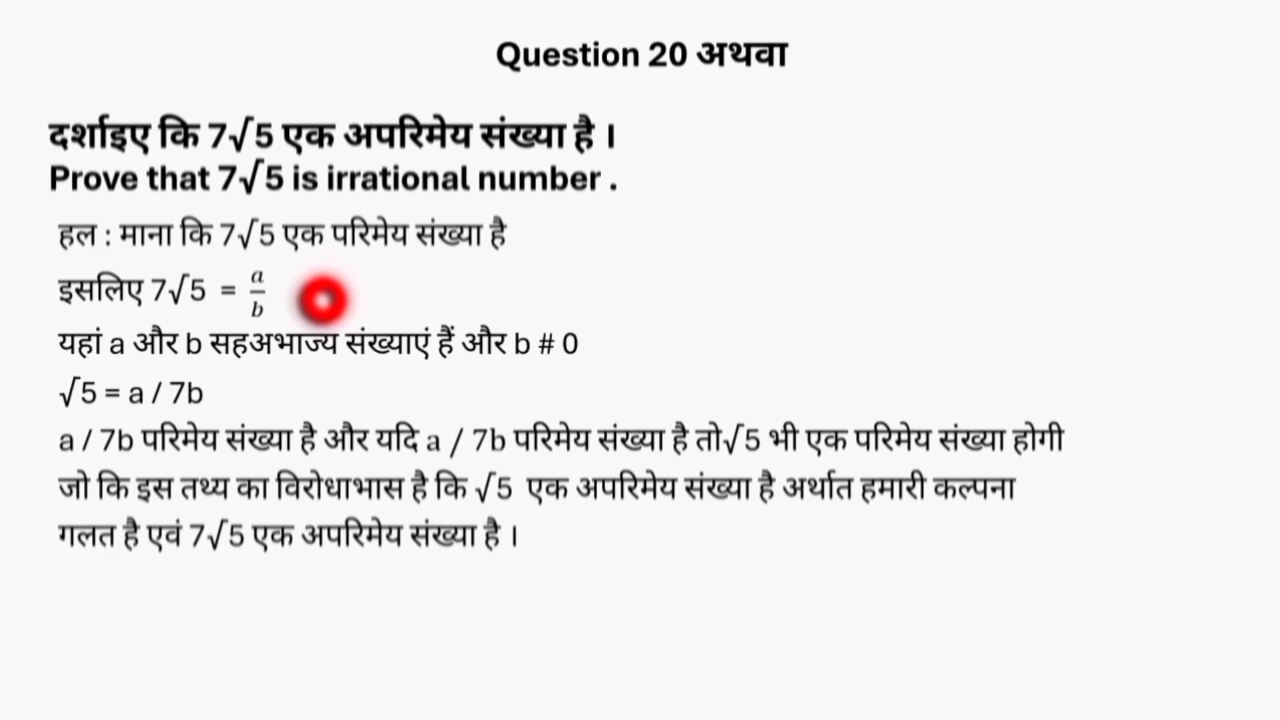 Question 20 अथवा
दर्शाइए कि 7√5 एक अपरिमेय संख्या है ।
Prove that 7√5 is irrational number .
हल : माना कि 7√5 एक परिमेय संख्या है
इसलिए 7√5 = a/b
यहां a और b सहअभाज्य संख्याएं हैं और b # 0
√5 = a / 7b
a / 7b परिमेय संख्या है और यदि a / 7b परिमेय संख्या है तो√5 भी एक परिमेय संख्या होगी
जो कि इस तथ्य का विरोधाभास है कि √5 एक अपरिमेय संख्या है अर्थात हमारी कल्पना
गलत है एवं 7√5 एक अपरिमेय संख्या है ।